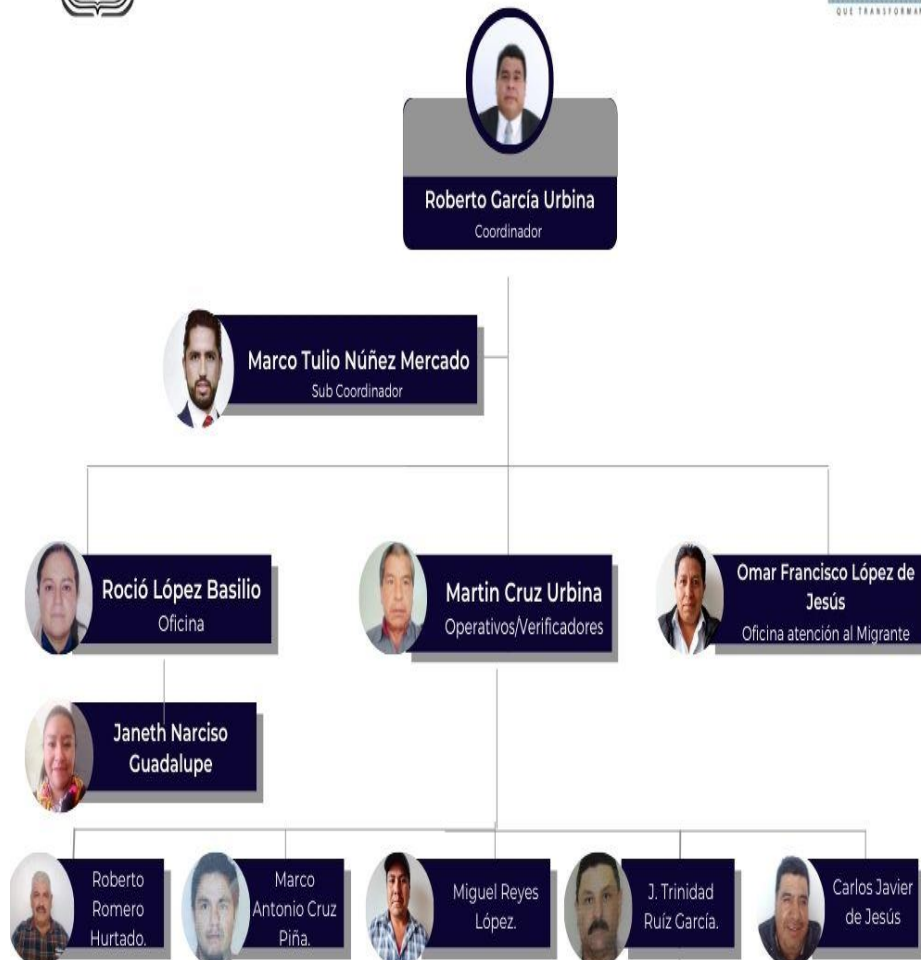 QUE TRANSFORMA
Roberto García Urbina
Coordinador
Marco Tulio Núñez Mercado
Sub Coordinador
Roció López Basilio
Oficina
Martin Cruz Urbina
Operativos/Verificadores
Omar Francisco López de
Jesús
Oficina atención al Migrante
Janeth Narciso
Guadalupe
Roberto
Romero
Hurtado.
Marco
Antonio Cruz
Piña.
Miguel Reyes
López.
J. Trinidad
Ruíz García.
Carlos Javier
de Jesús